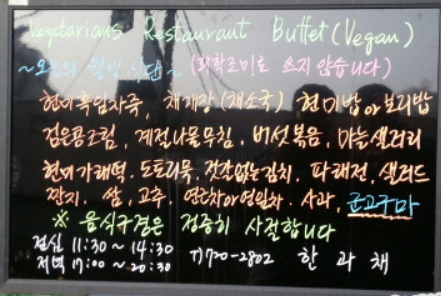 Vegetarians Restaurant Buffet (Vegan)
~오늘의 웰빙식단~ (화학조미료 쓰지 않습니다)
현미흑임자죽, 채개장(채소국) 현미밥or보리밥
검은콩조림, 계절나물무침, 버섯볶음, 마늘샐러리
현미가래떡. 도토리묵. 젓갈없는김치, 파래전, 샐러드
짠지. 쌈, 고추. 연근차or연잎차. 사과, 군고구마
※ 음식구경은 정중히 사절합니다
점심 11:30~14:30
저녁 17:00~20:30 T)720-2802 한과채